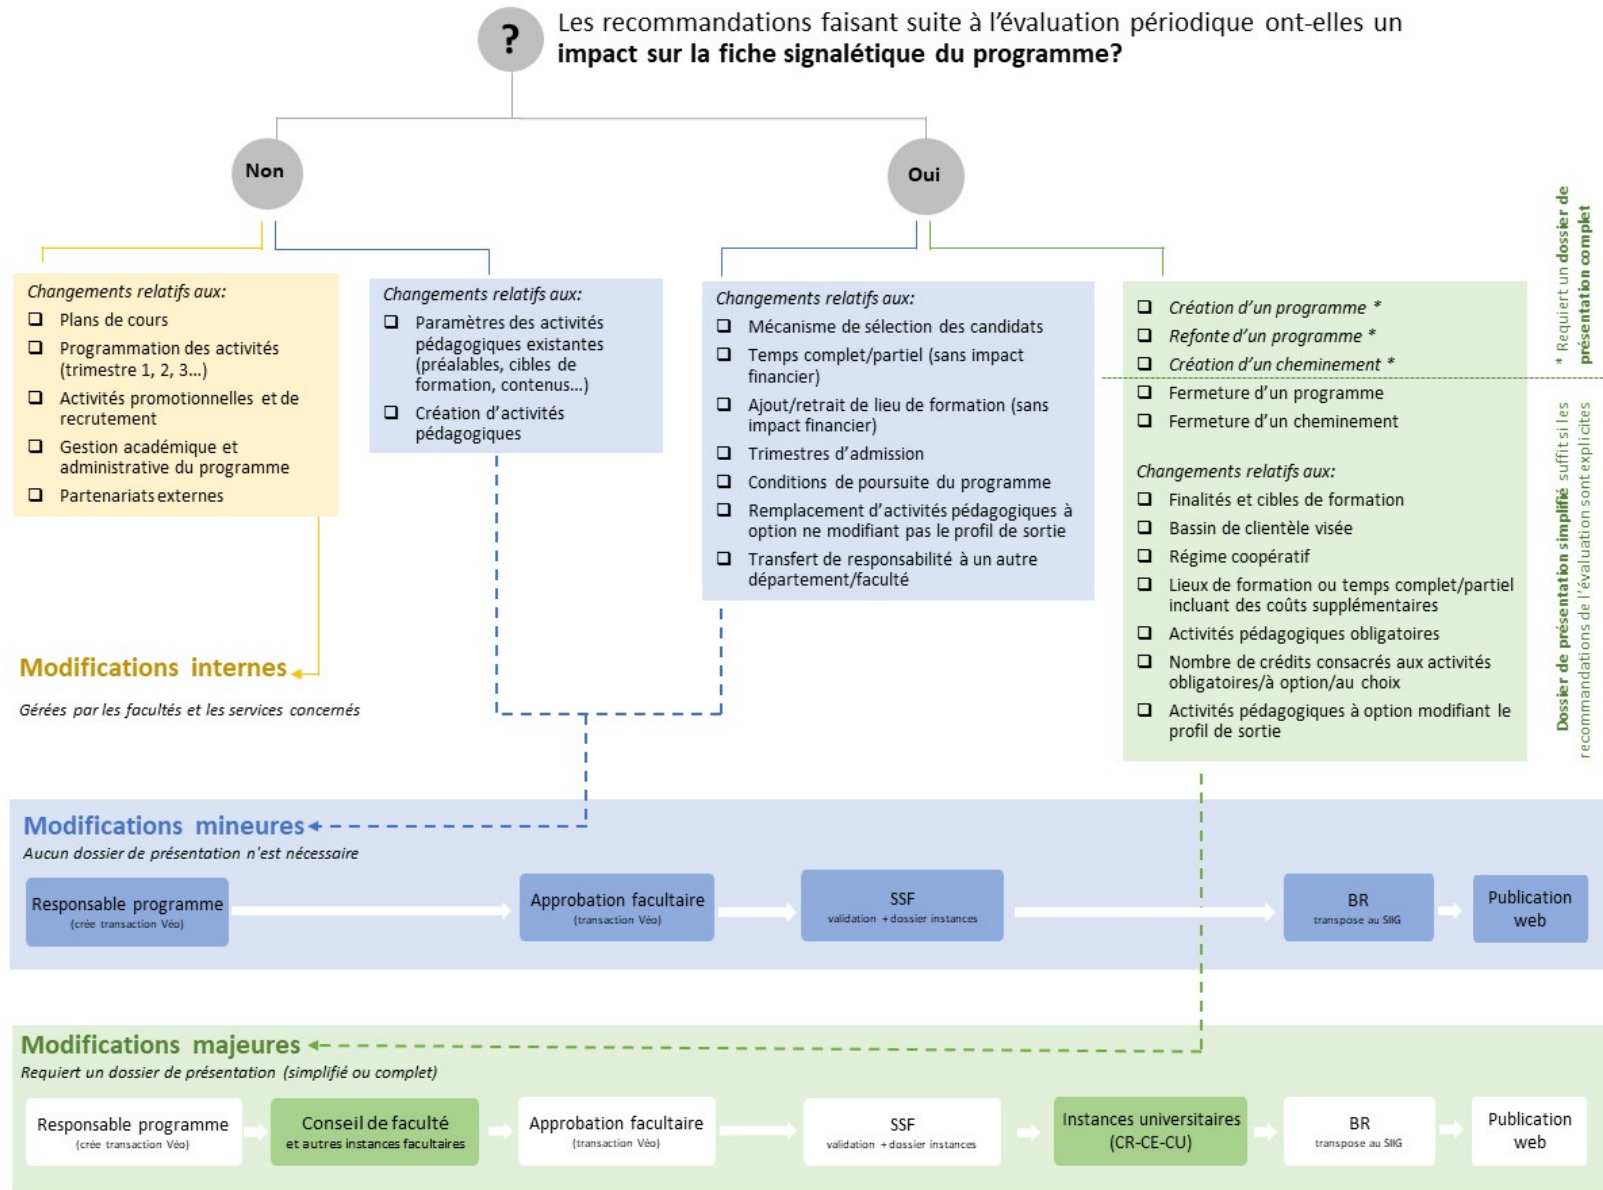 ?
Les recommandations faisant suite à l'évaluation périodique ont-elles un
impact sur la fiche signalétique du programme?
Non
Oui
Changements relatifs aux:
Plans de cours
Programmation des activités
(trimestre 1, 2, 3…)
Activités promotionnelles et de
recrutement
Gestion académique et
administrative du programme
Partenariats externes
Changements relatifs aux:
Paramètres des activités
pédagogiques existantes
(préalables, cibles de
formation, contenus…)
Création d'activités
pédagogiques
Changements relatifs aux:
Mécanisme de sélection des candidats
Temps complet/partiel (sans impact
financier)
Ajout/retrait de lieu de formation (sans
impact financier)
Trimestres d'admission
Conditions de poursuite du programme
Remplacement d'activités pédagogiques à
option ne modifiant pas le profil de sortie
Transfert de responsabilité à un autre
département/faculté
Création d'un programme *
Refonte d'un programme *
Création d'un cheminement *
Fermeture d'un programme
Fermeture d'un cheminement
Changements relatifs aux:
Finalités et cibles de formation
Bassin de clientèle visée
Régime coopératif
Lieux de formation ou temps complet/partiel
incluant des coûts supplémentaires
Activités pédagogiques obligatoires
Nombre de crédits consacrés aux activités
obligatoires/à option/au choix
Activités pédagogiques à option modifiant le
profil de sortie
* Requiert un dossier de
présentation complet
Dossier de présentation simplifié suffit si les
recommandations de l'évaluation sont explicites
Modifications internes
Gérées par les facultés et les services concernés
Modifications mineures
Aucun dossier de présentation n'est nécessaire
Responsable programme
(crée transaction Véo)
Approbation facultaire
(transaction Véo)
SSF
validation + dossier instances
BR
transpose au SIIG
Publication
web
Modifications majeures
Requiert un dossier de présentation (simplifié ou complet)
Responsable programme
(crée transaction Véo)
Conseil de faculté
et autres instances facultaires
Approbation facultaire
(transaction Véo)
SSF
validation + dossier instances
Instances universitaires
(CR-CE-CU)
BR
transpose au SIIG
Publication
web